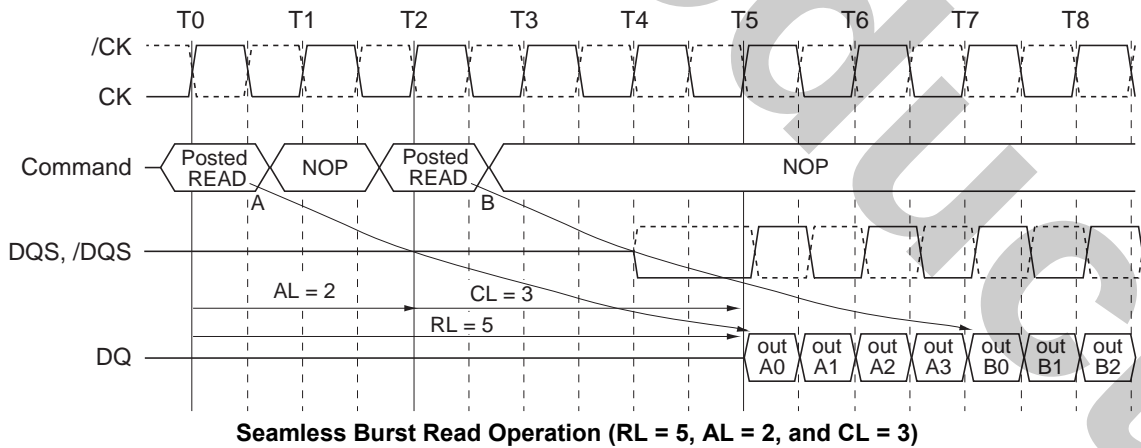 T0 T1 T2 T3 T4 T5 T6 T7 T8
/CK
CK
Command
Posted READ
NOP
Posted READ
NOP
A
B
DQS, /DQS
AL = 2
CL = 3
RL = 5
DQ
out A0
out A1
out A2
out A3
out B0
out B1
out B2
Seamless Burst Read Operation (RL = 5, AL = 2, and CL = 3)